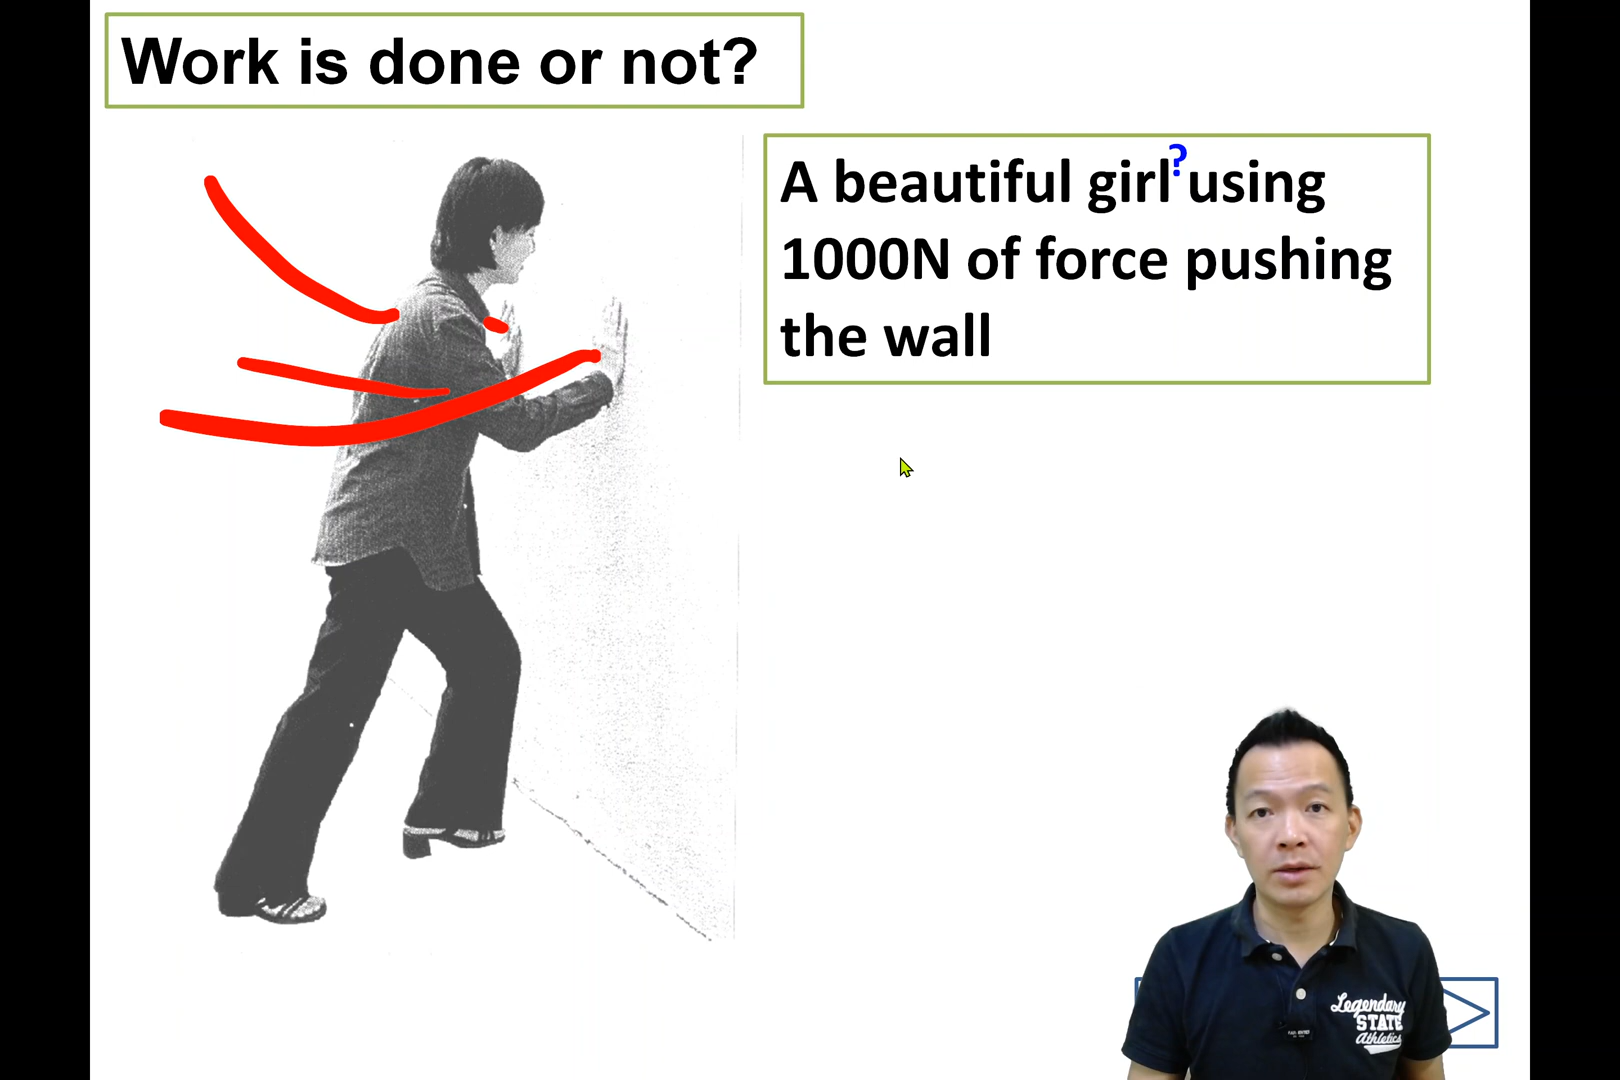 Work is done or not?
A beautiful girl?using
1000N of force pushing
the wall
Legendary
STATE
Athletics